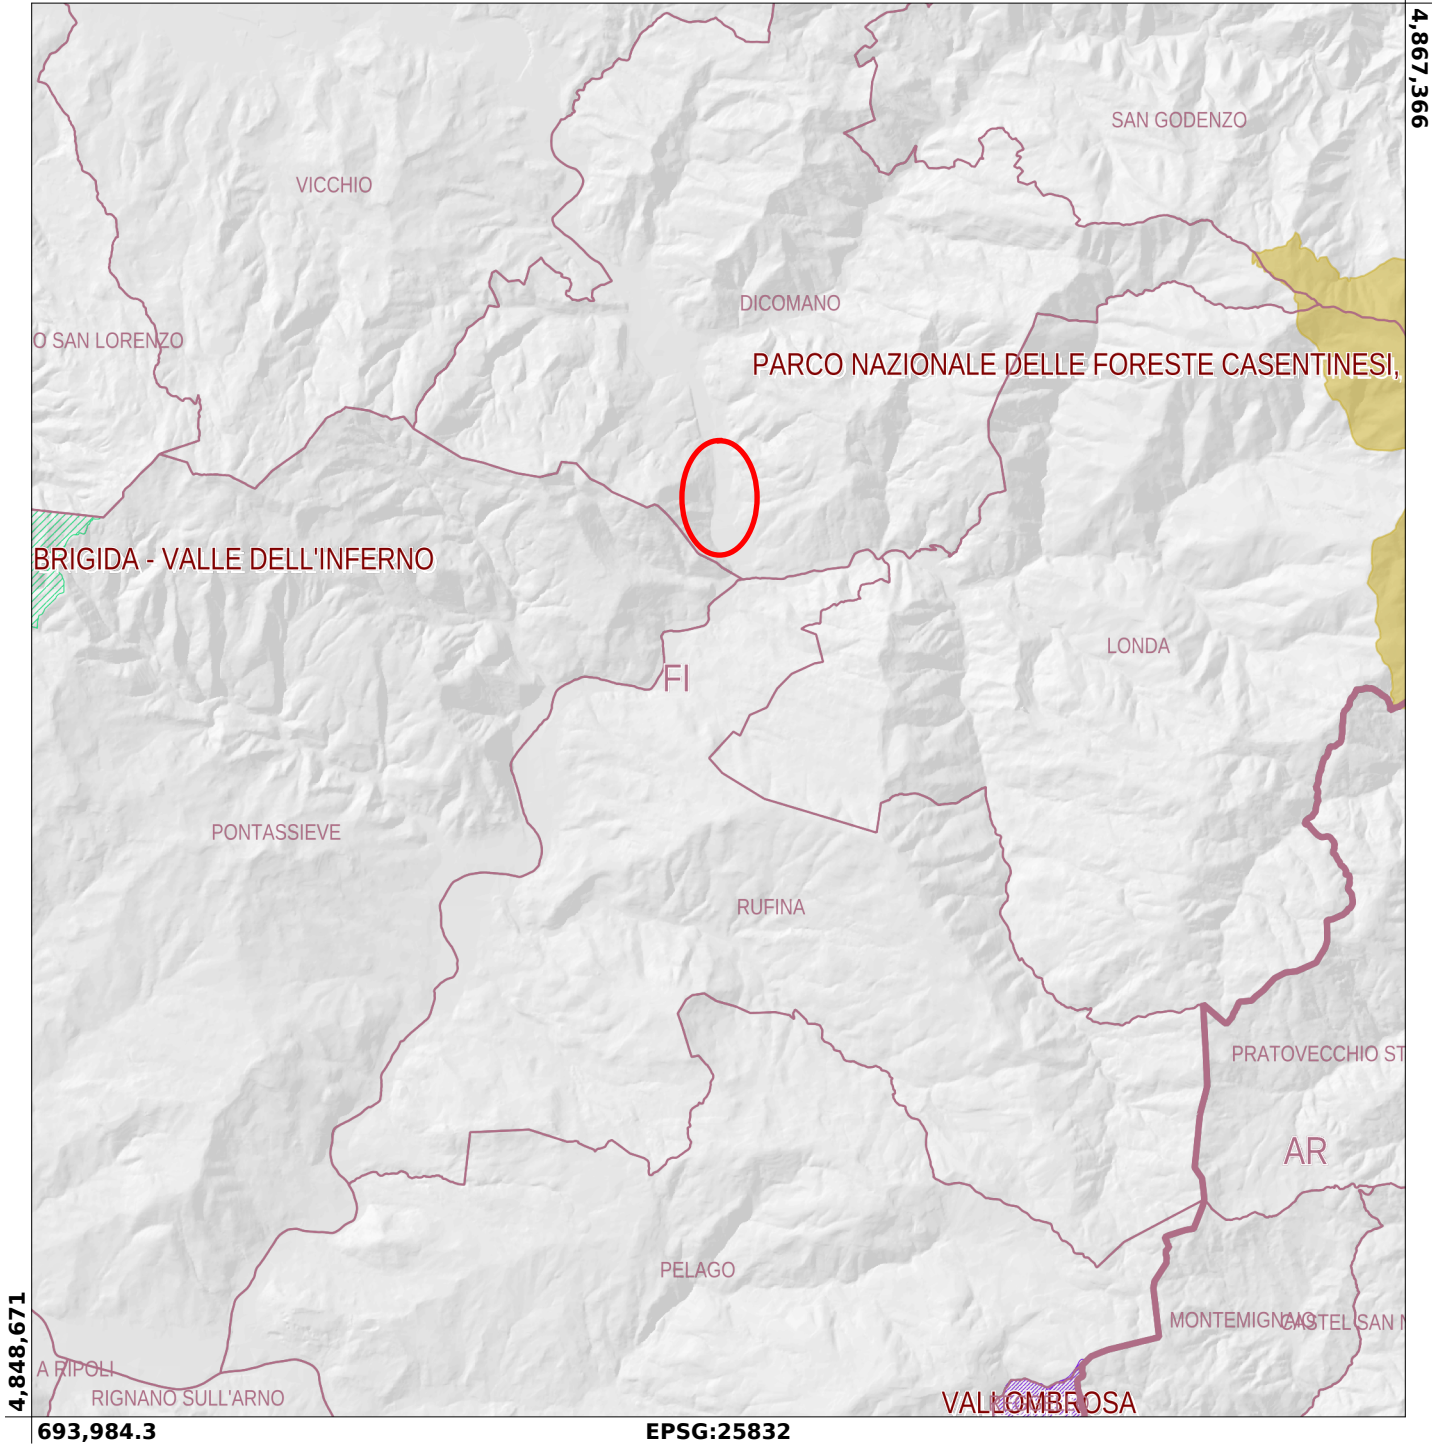 4,867,366
SAN GODENZO
VICCHIO
DICOMANO
O SAN LORENZO
PARCO NAZIONALE DELLE FORESTE CASENTINESI,
BRIGIDA - VALLE DELL'INFERNO
LONDA
FI
PONTASSIEVE
RUFINA
PRATOVECCHIO ST
AR
PELAGO
4,848,671
MONTEMIGNAIO
CASTEL SAN N
A RIPOLI
RIGNANO SULL'ARNO
VALLOMBROSA
693,984.3
EPSG:25832